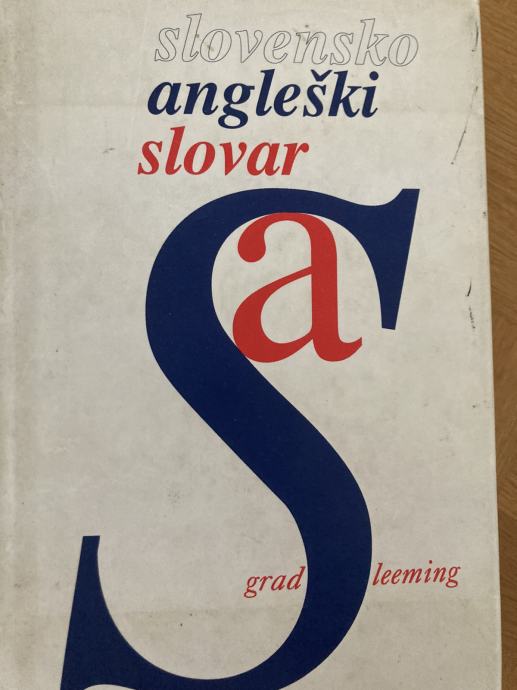 slovensko
angleški
slovar
S
a
grad leeming